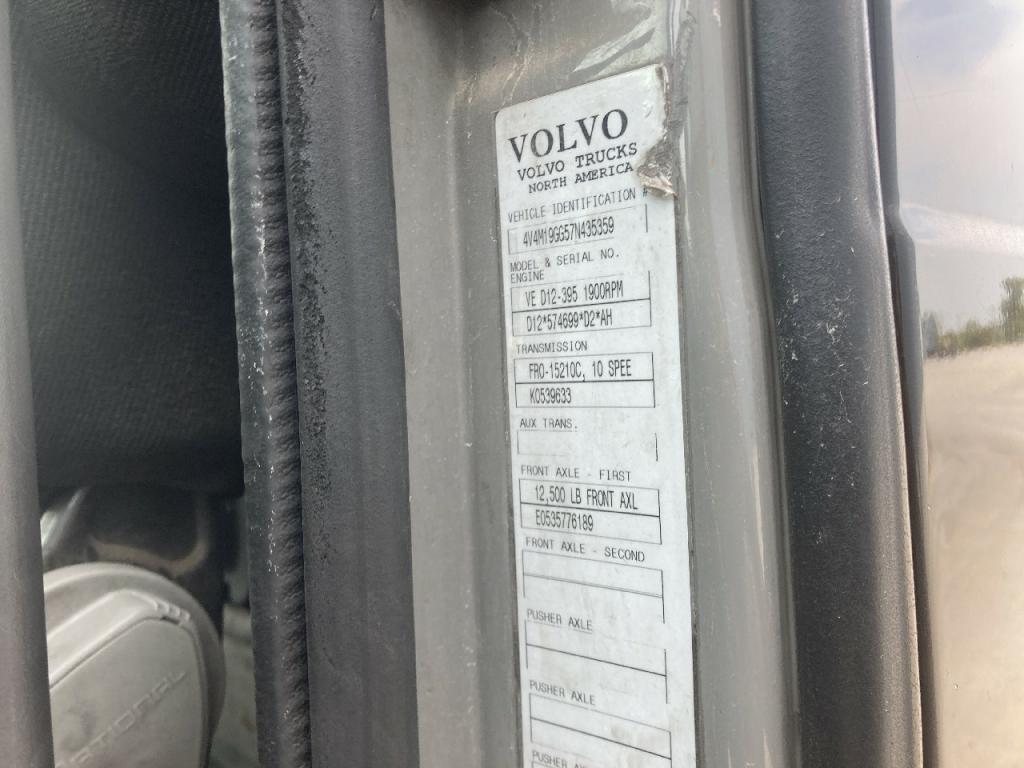 VOLVO
VOLVO TRUCKS
NORTH AMERICA
VEHICLE IDENTIFICATION #
4V4M19GG57N435359
MODEL & SERIAL NO.
ENGINE
VE D12-395 1900RPM
D12*574699*D2*AH
TRANSMISSION
FRO-15210C, 10 SPEE
K0539633
AUX TRANS.
FRONT AXLE - FIRST
12,500 LB FRONT AXL
E0535776189
FRONT AXLE - SECOND
PUSHER AXLE
PUSHER AXLE
PUSHER